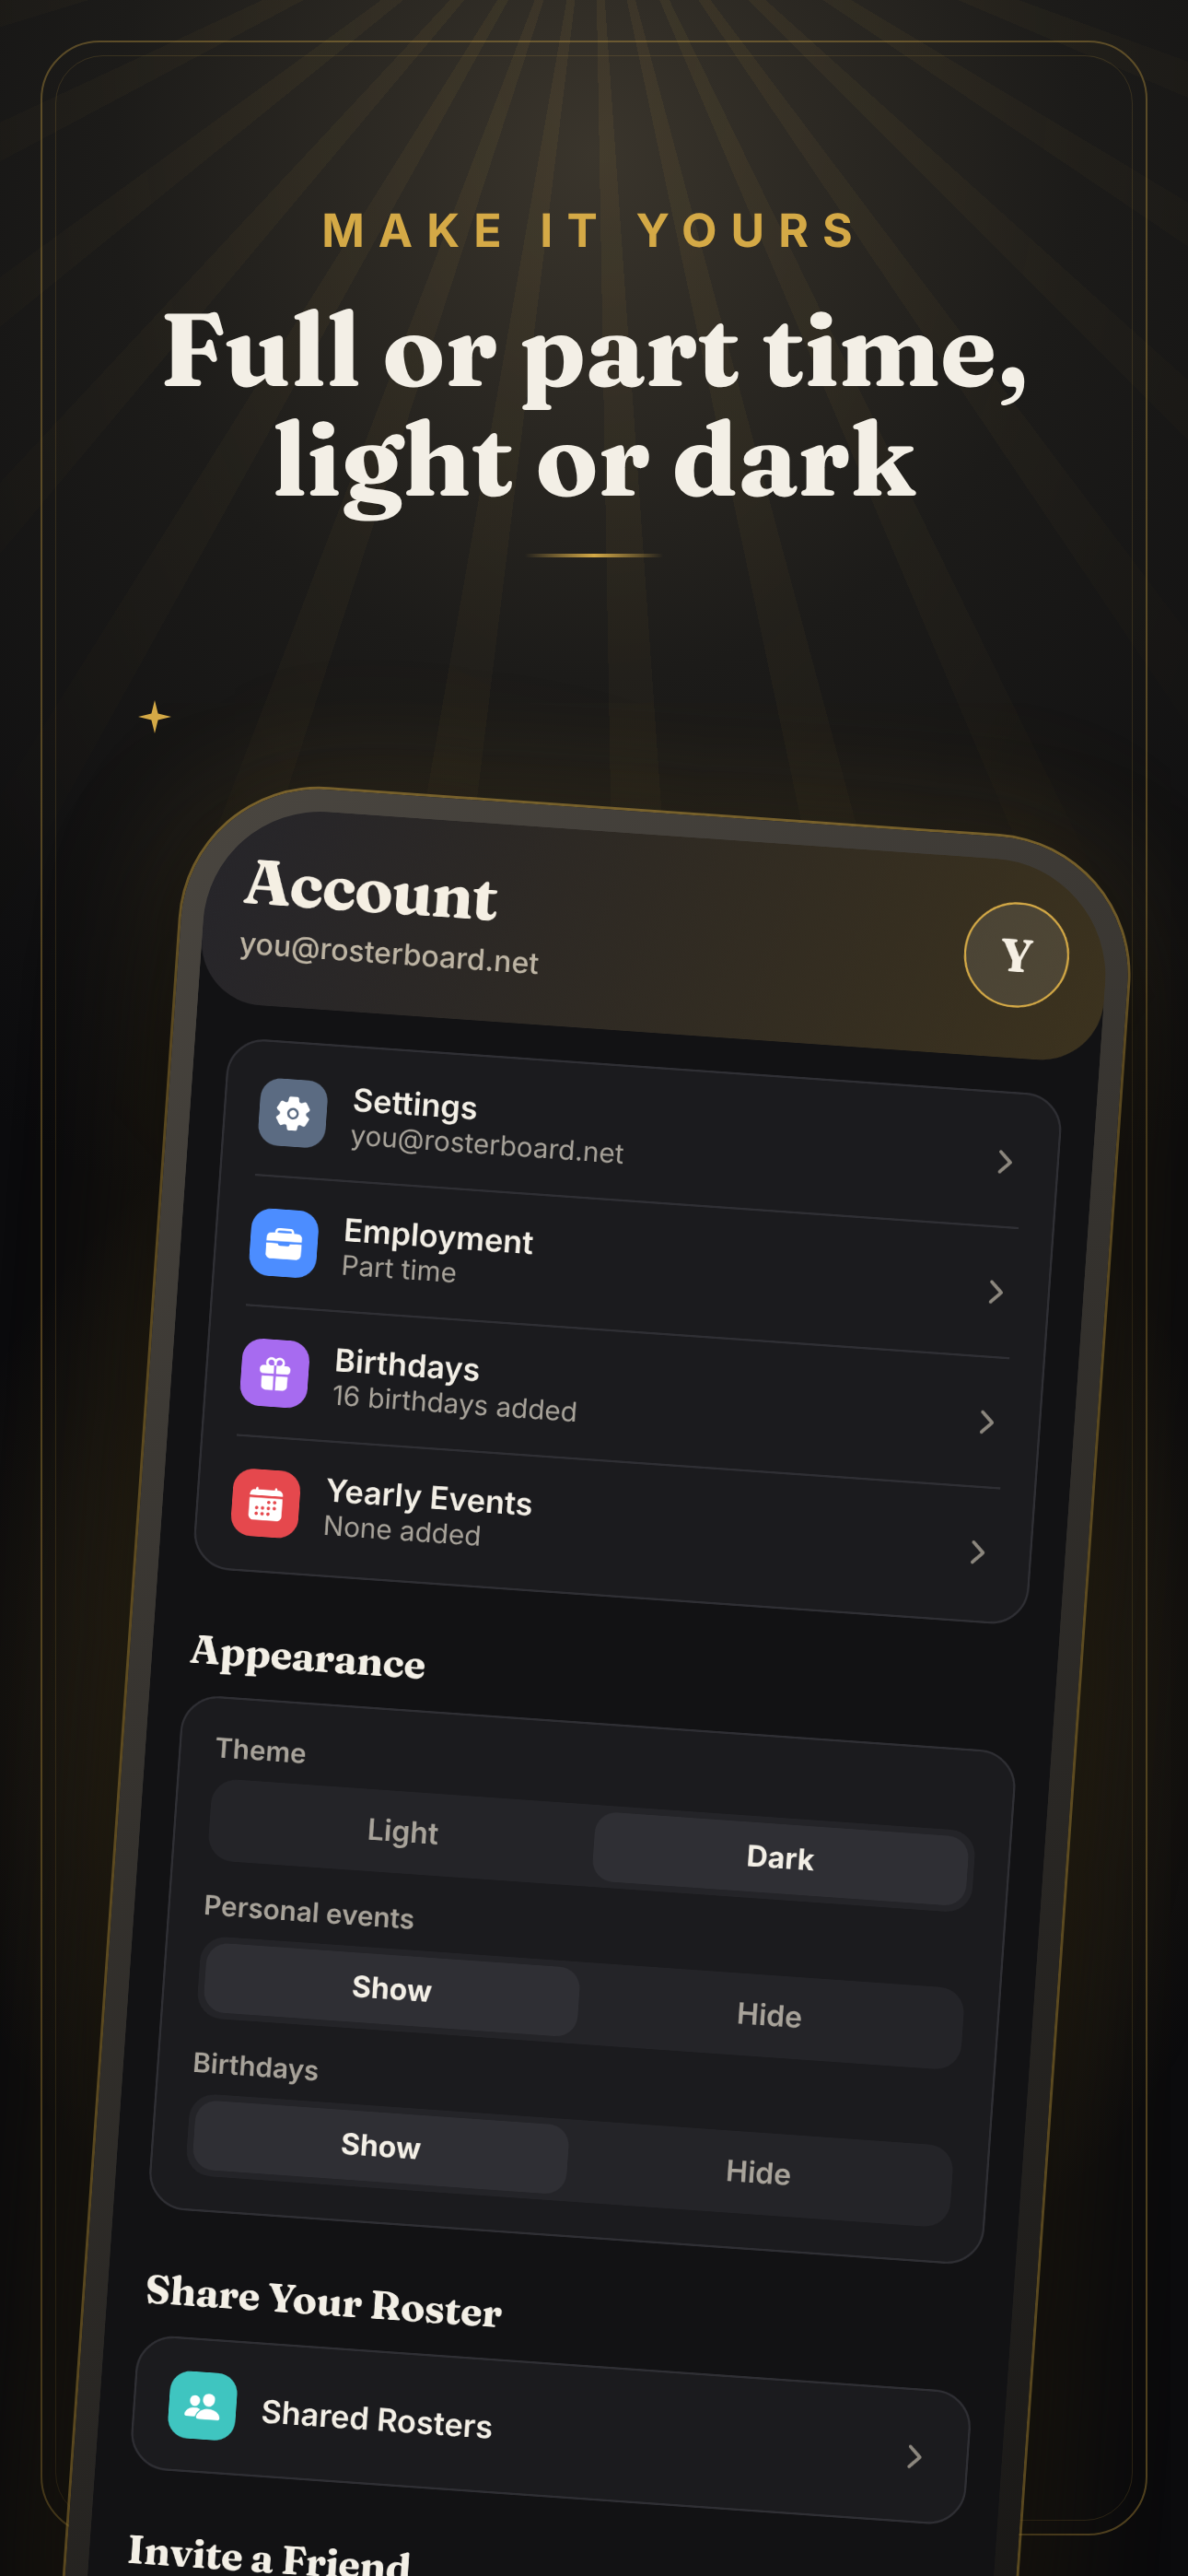 MAKE IT YOURS
Full or part time,
light or dark
Account
you@rosterboard.net
Y
Settings
you@rosterboard.net
Employment
Part time
Birthdays
16 birthdays added
Yearly Events
None added
Appearance
Theme
Light Dark
Personal events
Show Hide
Birthdays
Show Hide
Share Your Roster
Shared Rosters
Invite a Friend